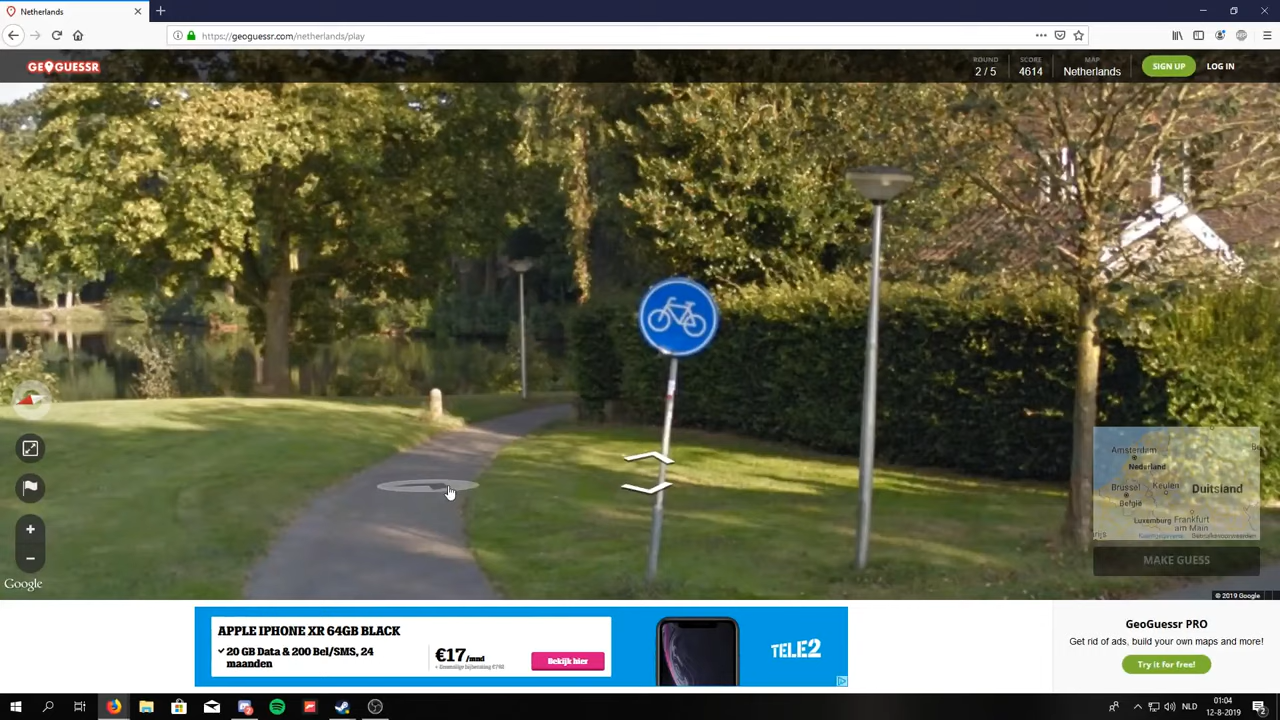 Netherlands
https://geoguessr.com/netherlands/play
GEOGUESSR
ROUND
2 / 5
SCORE
4614
MAP
Netherlands
SIGN UP
LOG IN
Amsterdam
Nederland
Brussel
Keulen
Duitsland
België
Luxemburg
Frankfurt
am Main
MAKE GUESS
Google
© 2019 Google
APPLE IPHONE XR 64GB BLACK
20 GB Data & 200 Bel/SMS, 24
maanden
€17/mnd
Bekijk hier
TELE2
GeoGuessr PRO
Get rid of ads, build your own maps and more!
Try it for free!
NLD
01:04
12-8-2019
2